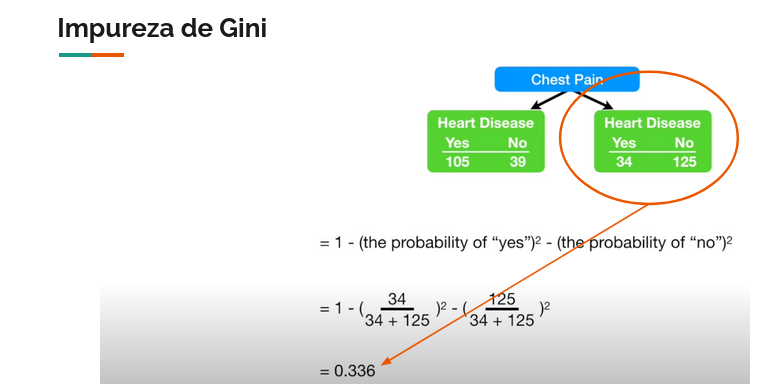 Impureza de Gini
Chest Pain
Heart Disease
Yes No
105 39
Heart Disease
Yes No
34 125
= 1 - (the probability of “yes”)² - (the probability of “no”)²
= 1 - ( 34 / 34 + 125 )² - ( 125 / 34 + 125 )²
= 0.336